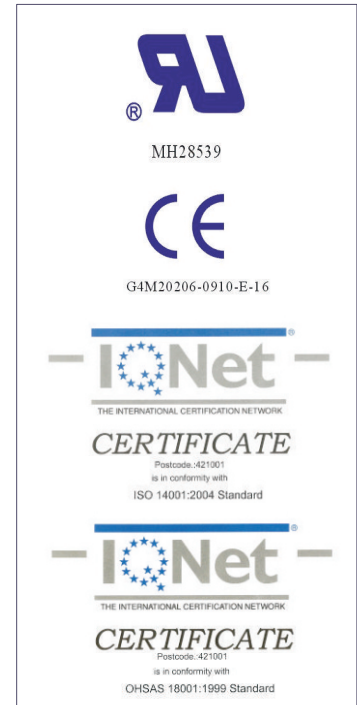 RU
®
MH28539
CE
G4M20206-0910-E-16
®
IQNet
THE INTERNATIONAL CERTIFICATION NETWORK
CERTIFICATE
Postcode.:421001
is in conformity with
ISO 14001:2004 Standard
®
IQNet
THE INTERNATIONAL CERTIFICATION NETWORK
CERTIFICATE
Postcode.:421001
is in conformity with
OHSAS 18001:1999 Standard